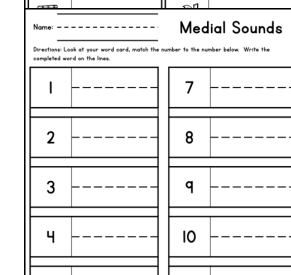 Name:
Medial Sounds
Directions: Look at your word card, match the number to the number below. Write the
completed word on the lines.
1 7
2 8
3 9
4 10